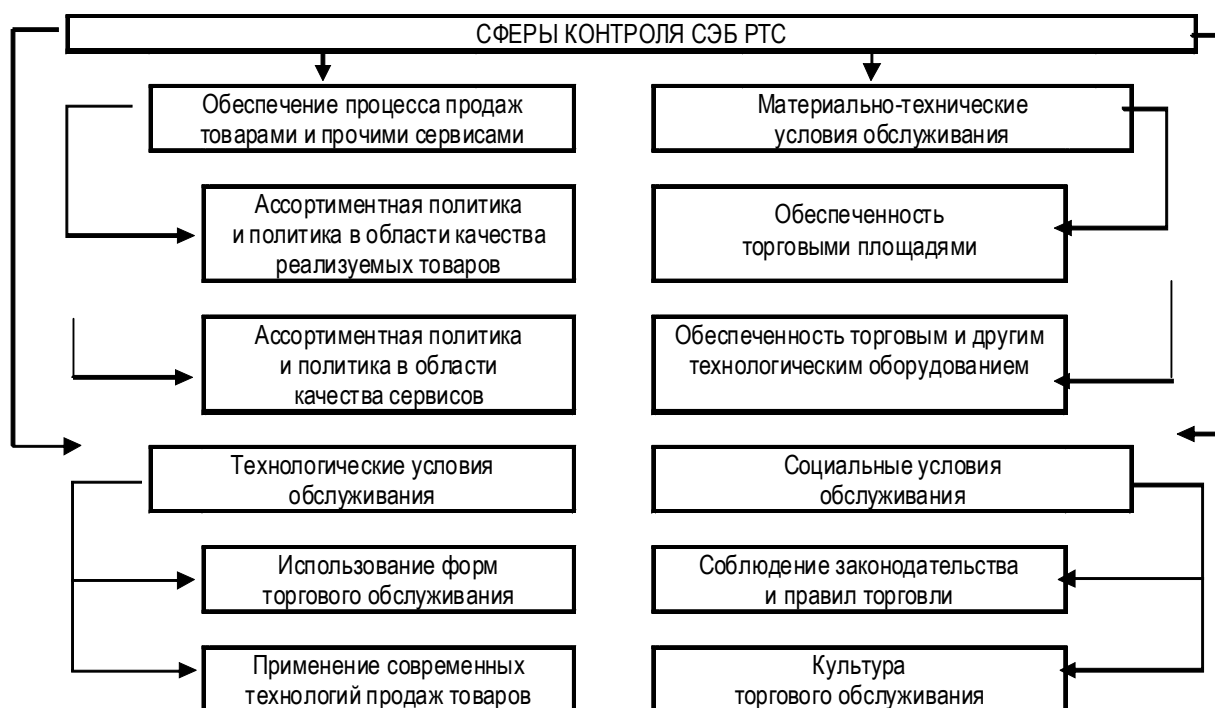 СФЕРЫ КОНТРОЛЯ СЭБ РТС
Обеспечение процесса продаж
товарами и прочими сервисами
Материально-технические
условия обслуживания
Ассортиментная политика
и политика в области качества
реализуемых товаров
Обеспеченность
торговыми площадями
Ассортиментная политика
и политика в области
качества сервисов
Обеспеченность торговым и другим
технологическим оборудованием
Технологические условия
обслуживания
Социальные условия
обслуживания
Использование форм
торгового обслуживания
Соблюдение законодательства
и правил торговли
Применение современных
технологий продаж товаров
Культура
торгового обслуживания